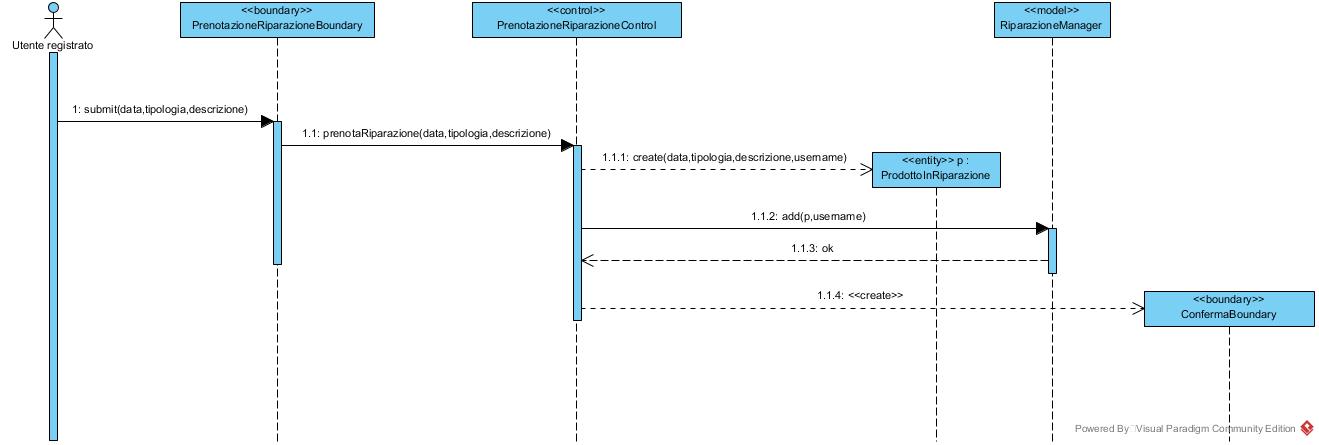 <<boundary>>
PrenotazioneRiparazioneBoundary
<<control>>
PrenotazioneRiparazioneControl
<<model>>
RiparazioneManager
Utente registrato
1: submit(data,tipologia,descrizione)
1.1: prenotaRiparazione(data,tipologia,descrizione)
1.1.1: create(data,tipologia,descrizione,username)
<<entity>> p :
ProdottoInRiparazione
1.1.2: add(p,username)
1.1.3: ok
1.1.4: <<create>>
<<boundary>>
ConfermaBoundary
Powered By Visual Paradigm Community Edition